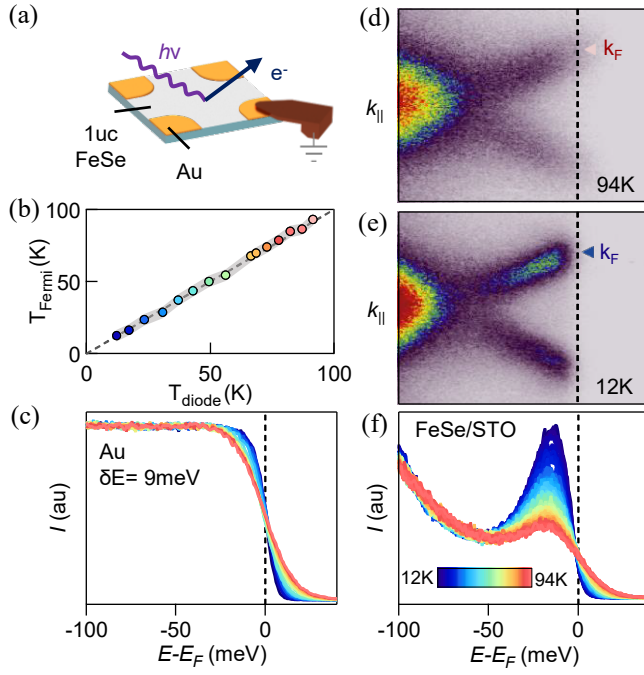 (a)
hν
e-
1uc
FeSe
Au
(b)
100
50
0
T_Fermi (K)
0
50
100
T_diode (K)
(c)
Au
δE= 9meV
I (au)
-100
-50
0
E-E_F (meV)
(d)
k_F
k_||
94K
(e)
k_F
k_||
12K
(f)
FeSe/STO
I (au)
12K
94K
-100
-50
0
E-E_F (meV)